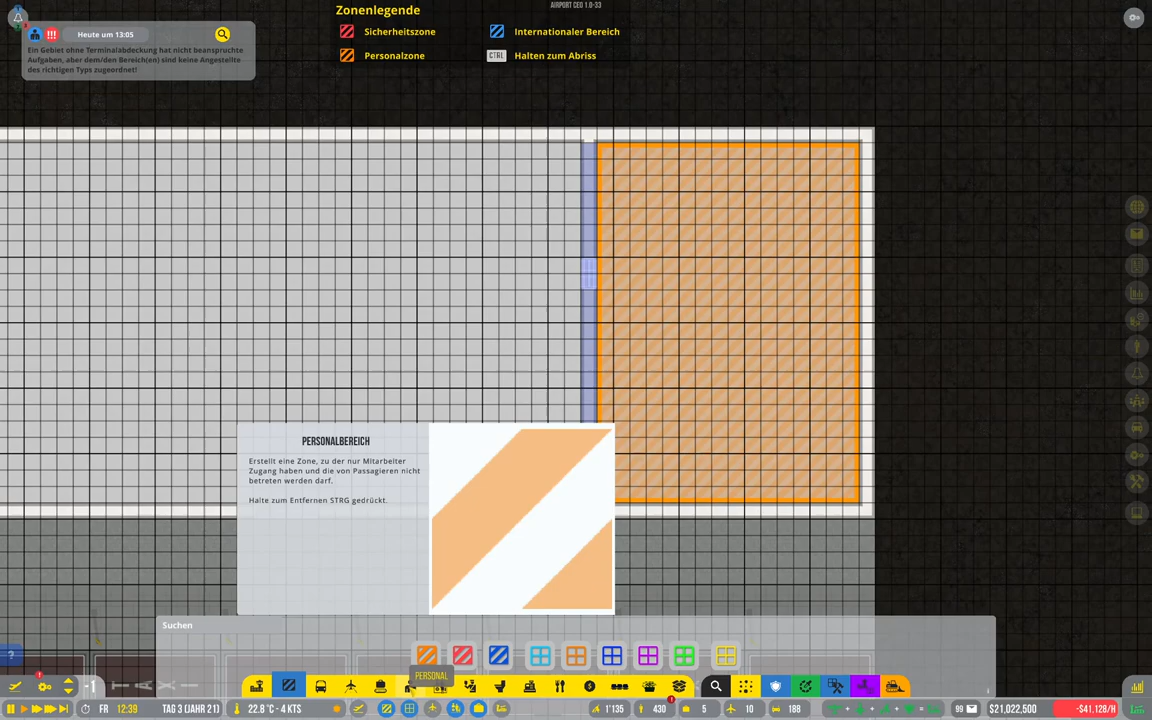 AIRPORT CEO 1.0-33
Zonenlegende
Sicherheitszone
Internationaler Bereich
Personalzone
CTRL
Halten zum Abriss
!!!
Heute um 13:05
Ein Gebiet ohne Terminalabdeckung hat nicht beanspruchte
Aufgaben, aber dem/den Bereich(en) sind keine Angestellte
des richtigen Typs zugeordnet!
PERSONALBEREICH
Erstellt eine Zone, zu der nur Mitarbeiter
Zugang haben und die von Passagieren nicht
betreten werden darf.
Halte zum Entfernen STRG gedrückt.
Suchen
PERSONAL
?
-1
FR 12:39
TAG 3 (JAHR 21)
22.8 °C - 4 KTS
1'135
430
5
10
188
99
$21,022,500
-$41,128/H